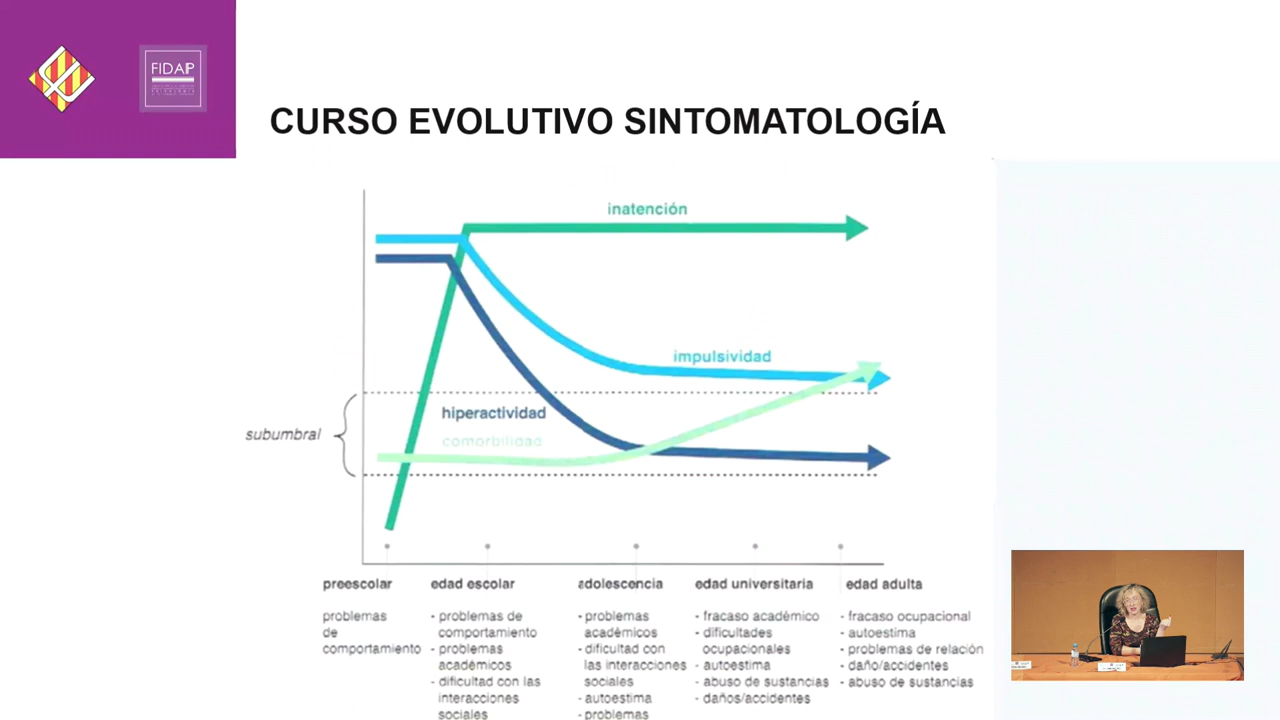 FIDAP
CURSO EVOLUTIVO SINTOMATOLOGÍA
inatención
impulsividad
hiperactividad
comorbilidad
subumbral
preescolar
problemas
de
comportamiento
edad escolar
- problemas de
comportamiento
- problemas
académicos
- dificultad con las
interacciones
sociales
adolescencia
- problemas
académicos
- dificultad con
las interacciones
sociales
- autoestima
- problemas
edad universitaria
- fracaso académico
- dificultades
ocupacionales
- autoestima
- abuso de sustancias
- daños/accidentes
edad adulta
- fracaso ocupacional
- autoestima
- problemas de relación
- daño/accidentes
- abuso de sustancias